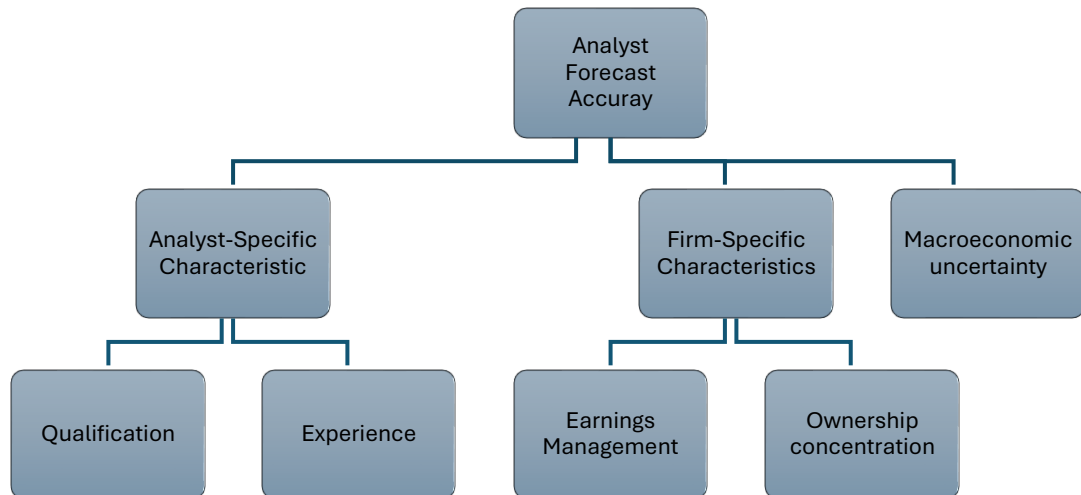 Analyst
Forecast
Accuray
Analyst-Specific
Characteristic
Firm-Specific
Characteristics
Macroeconomic
uncertainty
Qualification
Experience
Earnings
Management
Ownership
concentration